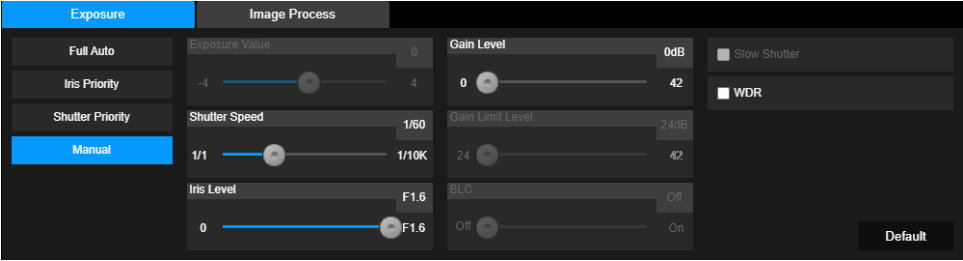 Exposure
Image Process
Full Auto
Iris Priority
Shutter Priority
Manual
Exposure Value
0
-4
4
Shutter Speed
1/60
1/1
1/10K
Iris Level
F1.6
0
F1.6
Gain Level
0dB
0
42
Gain Limit Level
24dB
24
42
BLC
Off
Off
On
Slow Shutter
WDR
Default